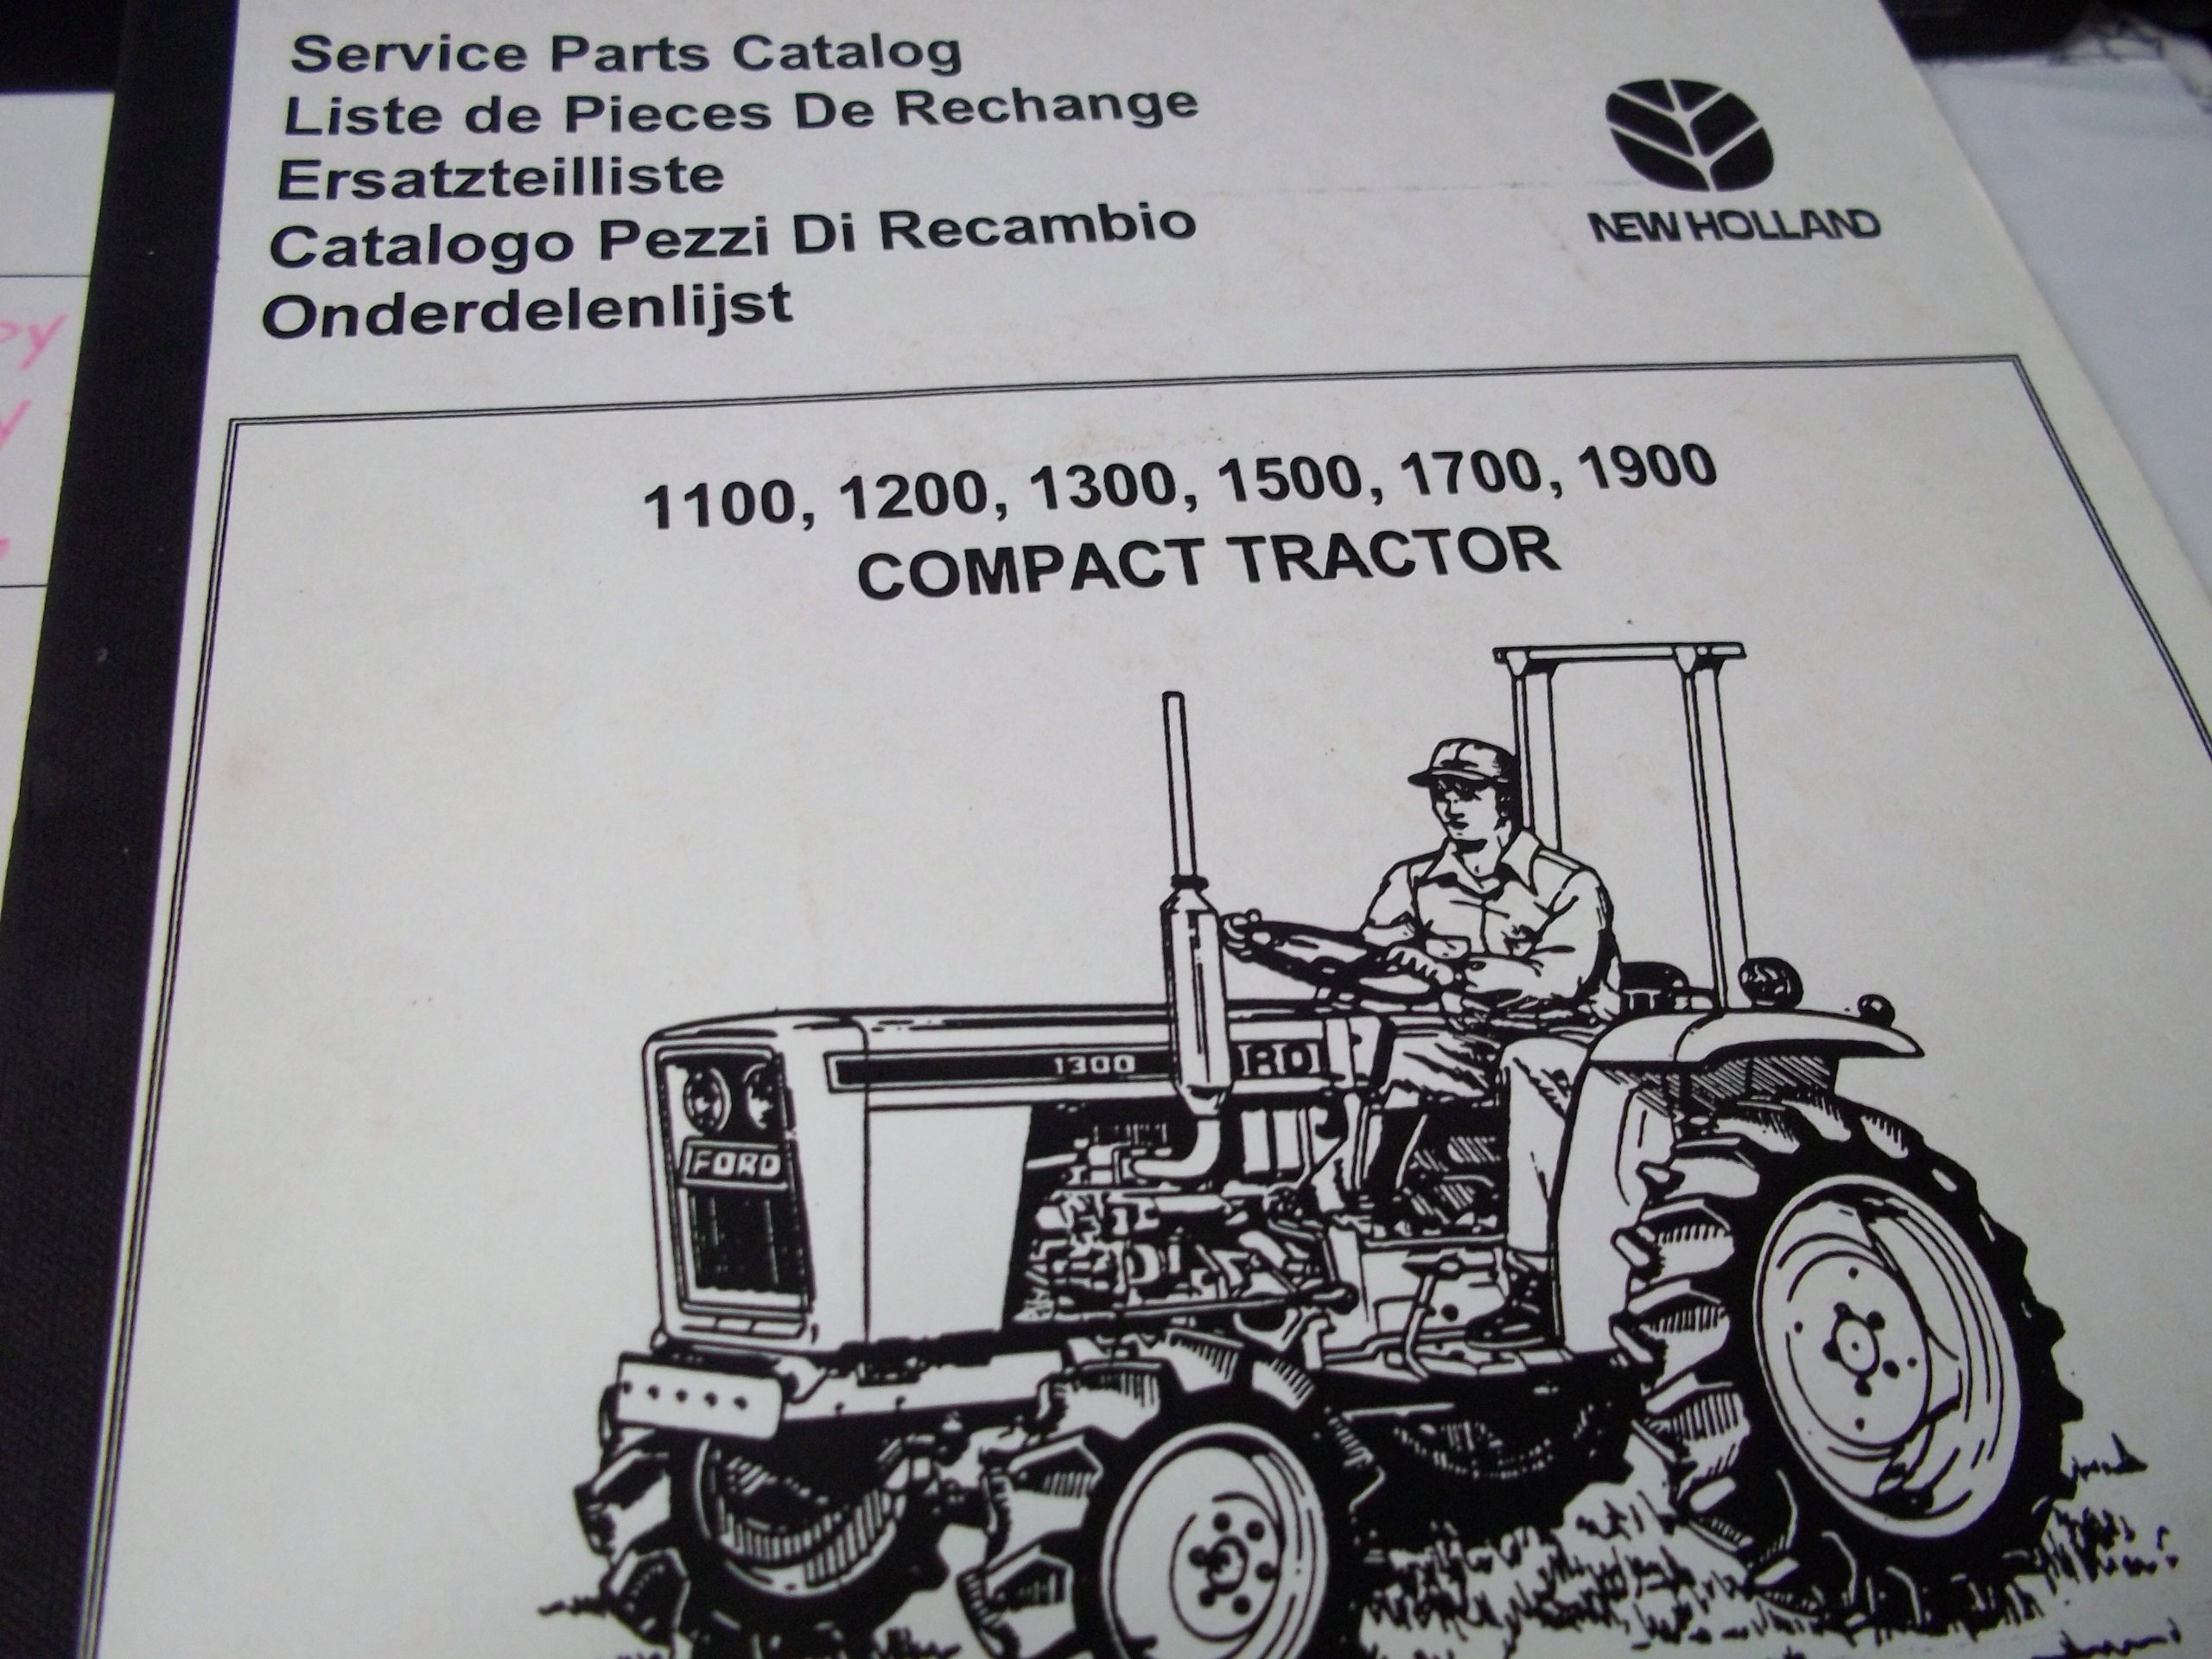 Service Parts Catalog
Liste de Pieces De Rechange
Ersatzteilliste
Catalogo Pezzi Di Recambio
Onderdelenlijst
NEW HOLLAND
1100, 1200, 1300, 1500, 1700, 1900
COMPACT TRACTOR
1300
RD
FORD